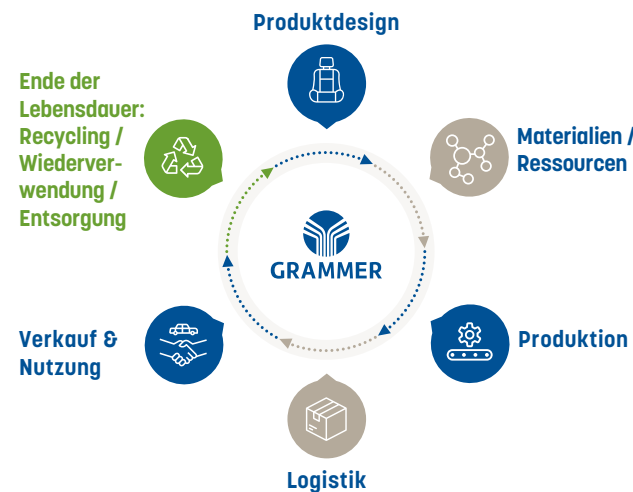 Produktdesign
Materialien /
Ressourcen
Produktion
Logistik
Verkauf &
Nutzung
Ende der
Lebensdauer:
Recycling /
Wiederver-
wendung /
Entsorgung
GRAMMER